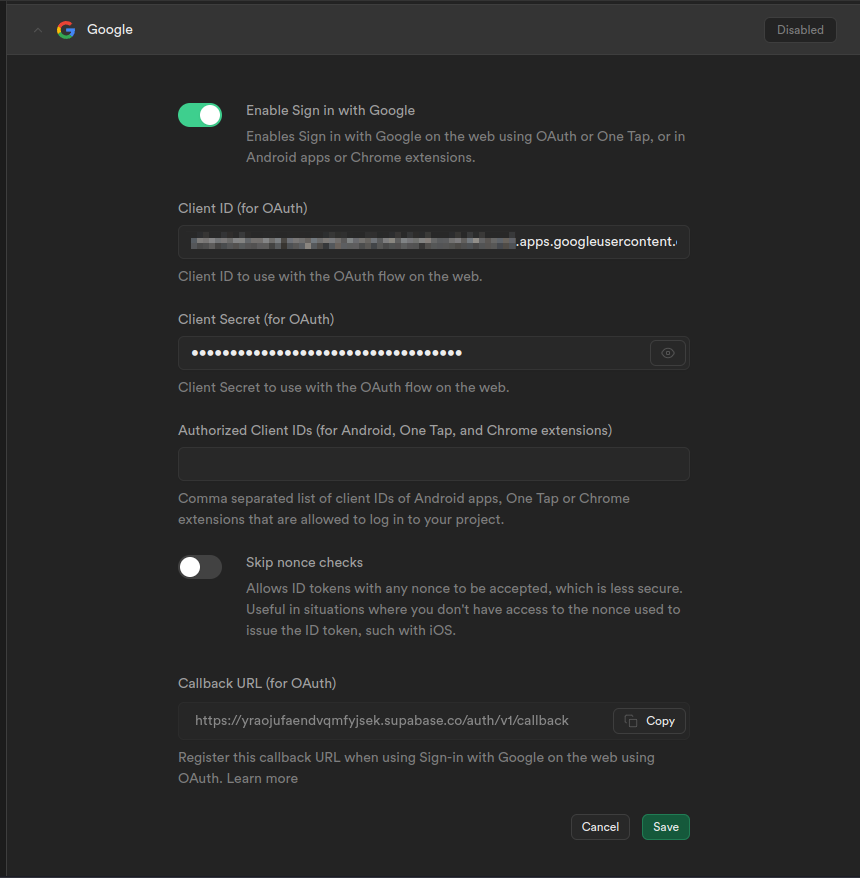 Google
Disabled
Enable Sign in with Google
Enables Sign in with Google on the web using OAuth or One Tap, or in
Android apps or Chrome extensions.
Client ID (for OAuth)
.apps.googleusercontent.
Client ID to use with the OAuth flow on the web.
Client Secret (for OAuth)
Client Secret to use with the OAuth flow on the web.
Authorized Client IDs (for Android, One Tap, and Chrome extensions)
Comma separated list of client IDs of Android apps, One Tap or Chrome
extensions that are allowed to log in to your project.
Skip nonce checks
Allows ID tokens with any nonce to be accepted, which is less secure.
Useful in situations where you don't have access to the nonce used to
issue the ID token, such with iOS.
Callback URL (for OAuth)
https://yraojufaendvqmfyjsek.supabase.co/auth/v1/callback
Copy
Register this callback URL when using Sign-in with Google on the web using
OAuth. Learn more
Cancel
Save